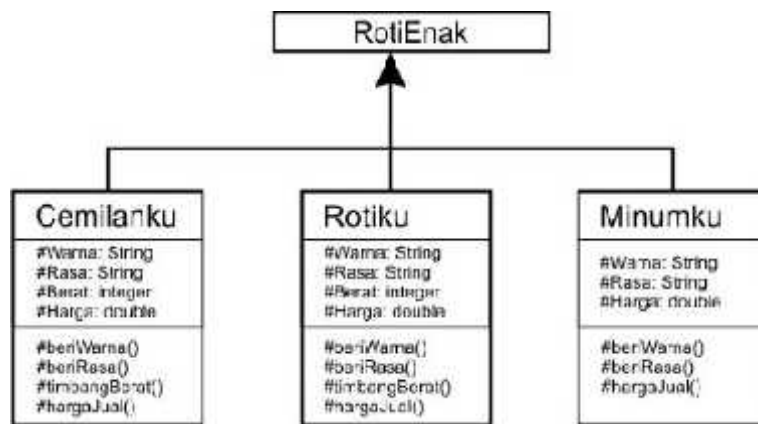 RotiEnak
Cemilanku
#Warna: String
#Rasa: String
#Berat: integer
#Harga: double
#beriWarna()
#beriRasa()
#timbangBerat()
#hargaJual()
Rotiku
#Warna: String
#Rasa: String
#Berat: integer
#Harga: double
#beriWarna()
#beriRasa()
#timbangBerat()
#hargaJual()
Minumku
#Warna: String
#Rasa: String
#Harga: double
#beriWarna()
#beriRasa()
#hargaJual()